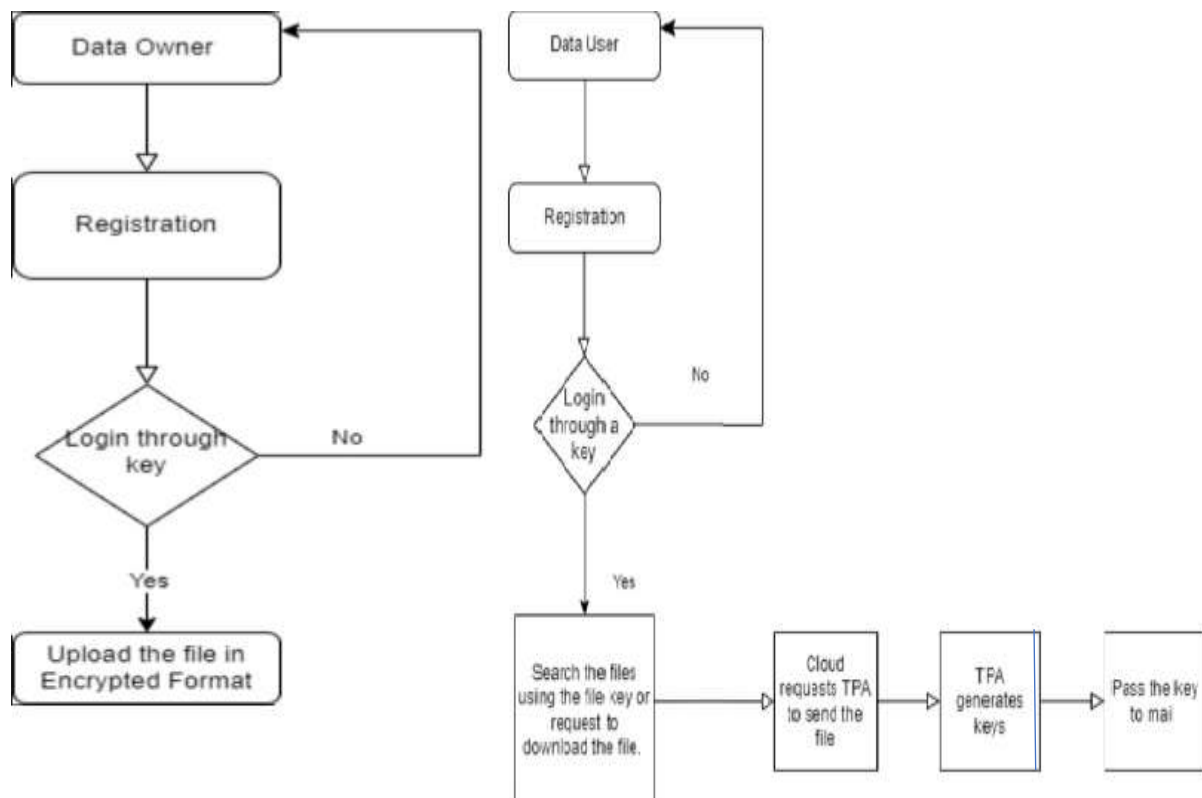 Data Owner
Registration
Login through
key
No
Yes
Upload the file in
Encrypted Format
Data User
Registration
Login
through a
key
No
Yes
Search the files
using the file key or
request to
download the file.
Cloud
requests TPA
to send the
file
TPA
generates
keys
Pass the key
to mai